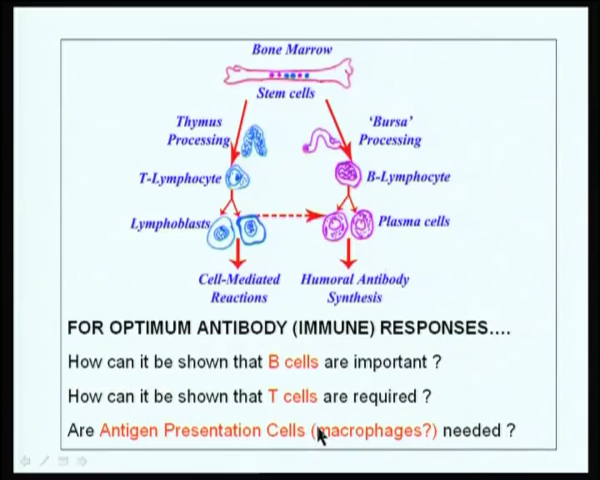 Bone Marrow
Stem cells
Thymus
Processing
'Bursa'
Processing
T-Lymphocyte
B-Lymphocyte
Lymphoblasts
Plasma cells
Cell-Mediated
Reactions
Humoral Antibody
Synthesis
FOR OPTIMUM ANTIBODY (IMMUNE) RESPONSES....
How can it be shown that B cells are important ?
How can it be shown that T cells are required ?
Are Antigen Presentation Cells (macrophages?) needed ?